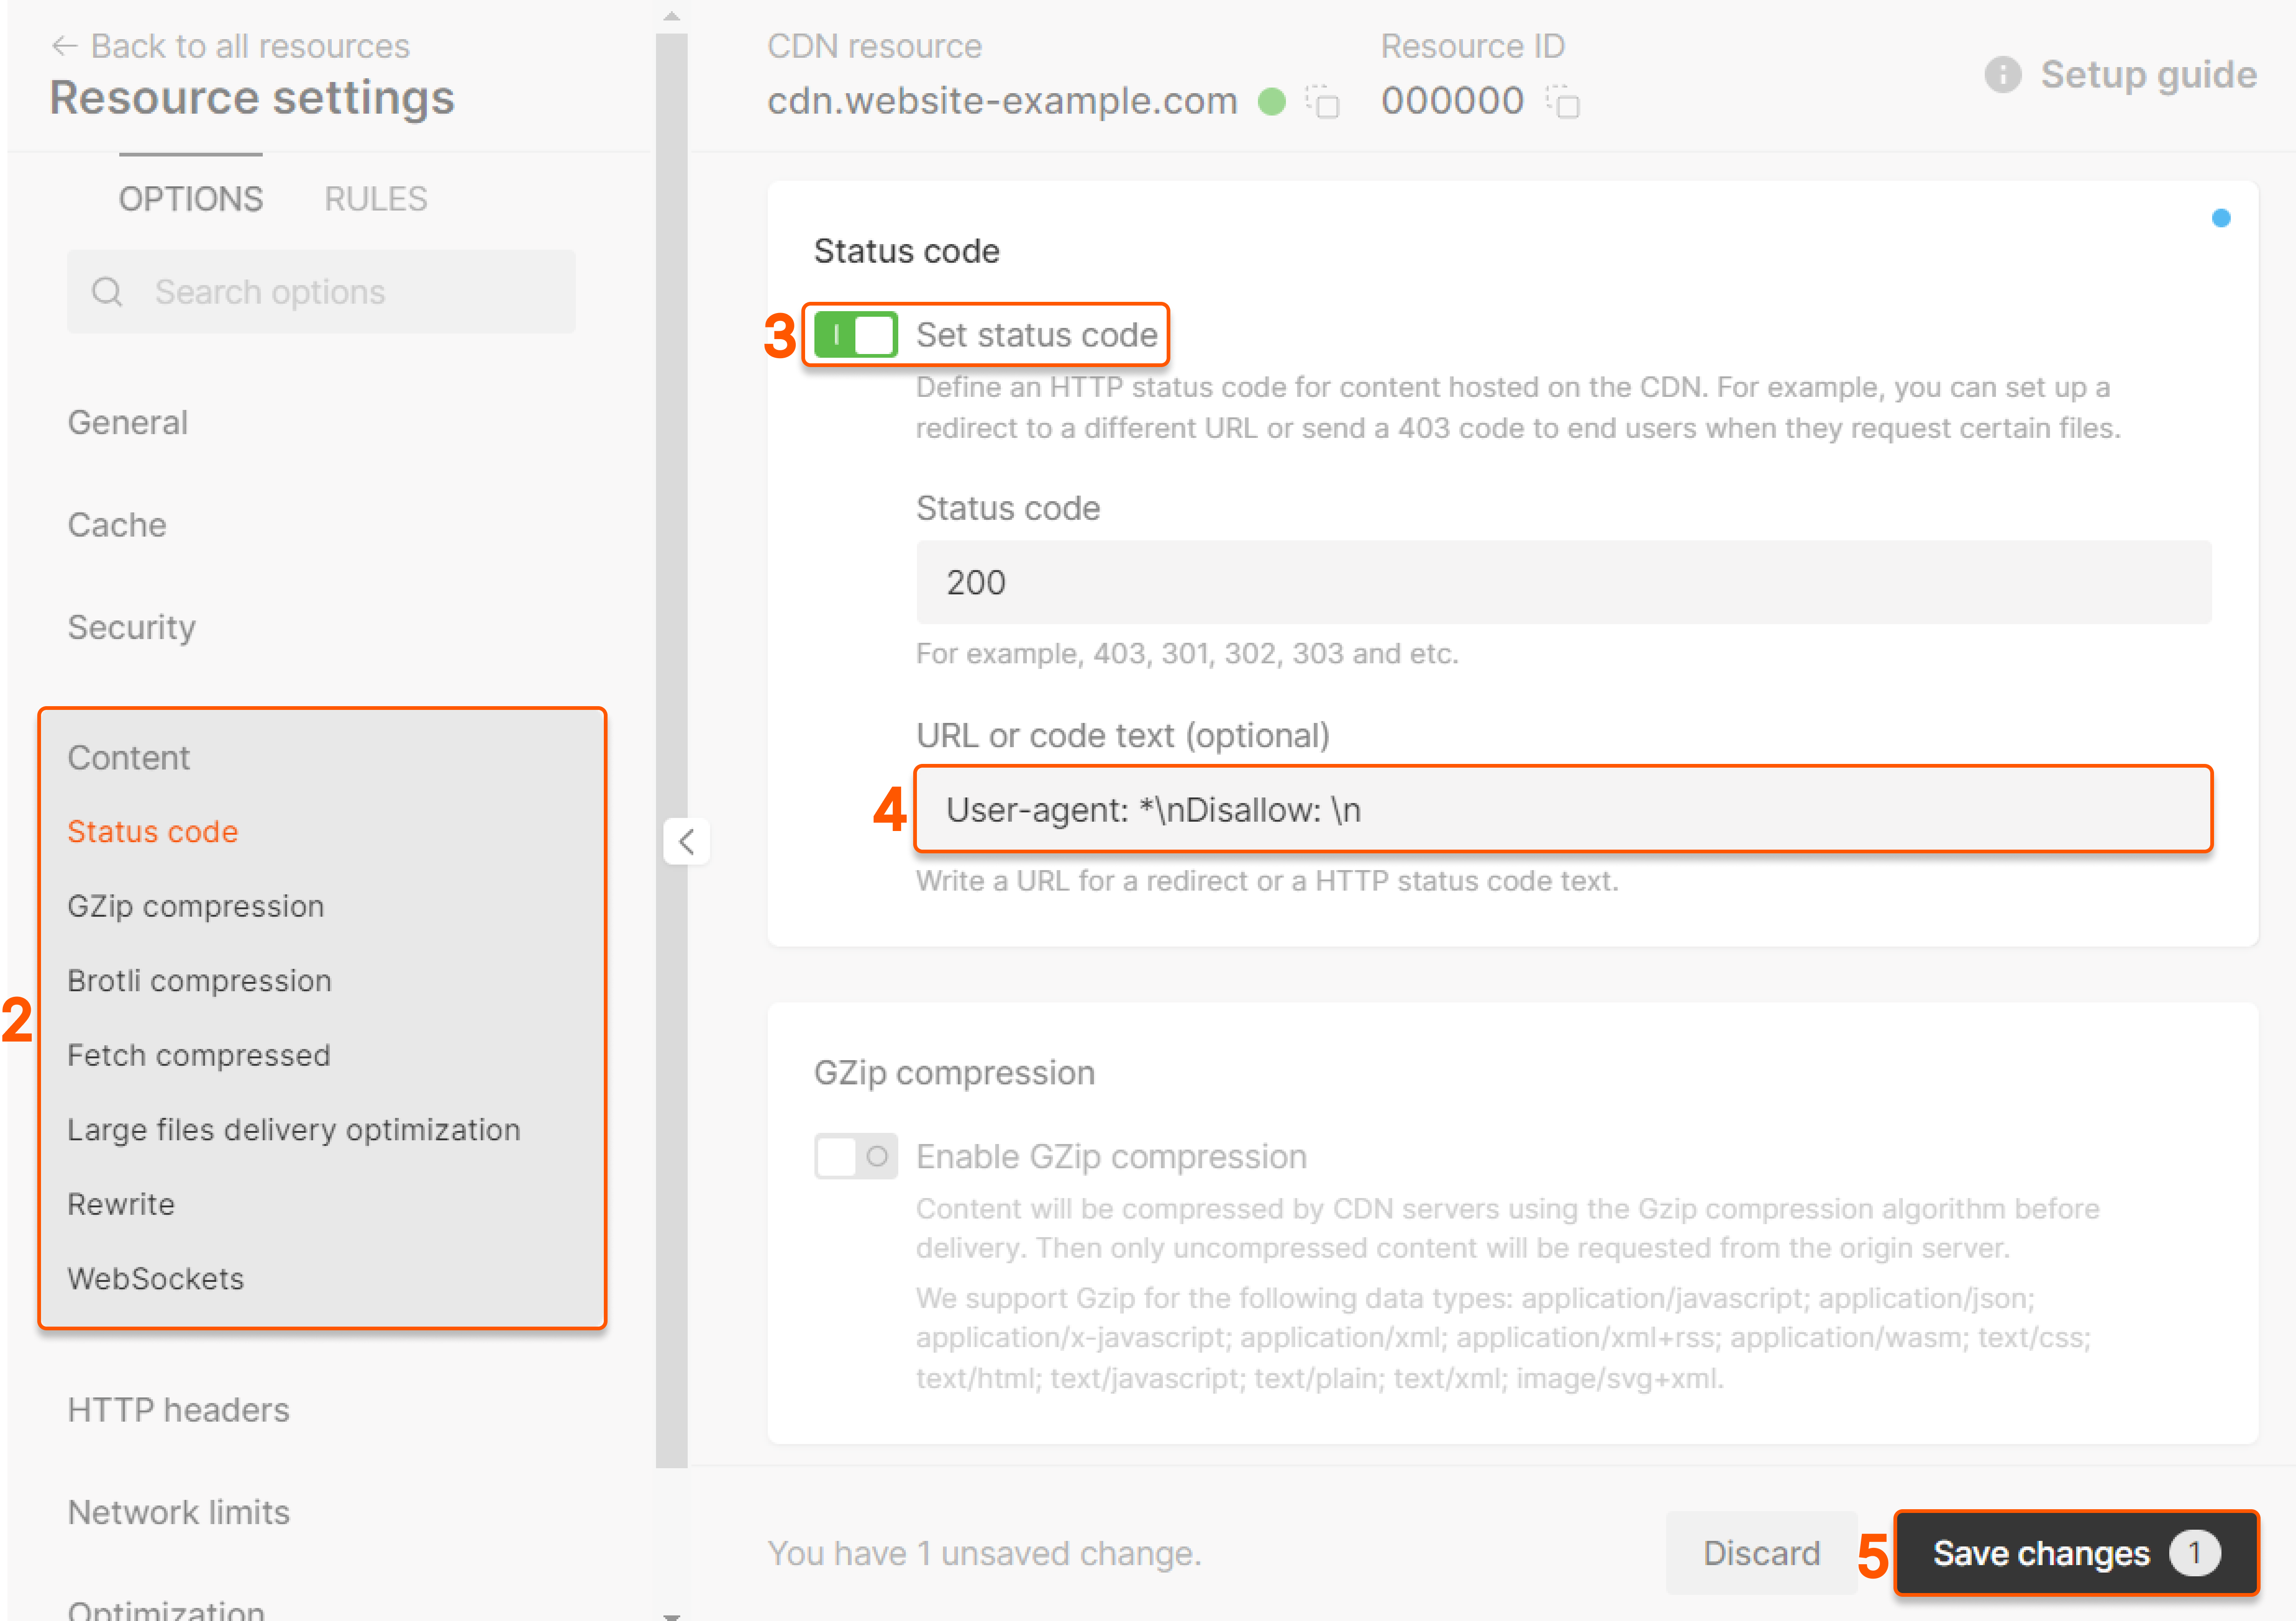 ← Back to all resources
Resource settings
OPTIONS
RULES
Search options
General
Cache
Security
2
Content
Status code
GZip compression
Brotli compression
Fetch compressed
Large files delivery optimization
Rewrite
WebSockets
HTTP headers
Network limits
Optimization
CDN resource
cdn.website-example.com
Resource ID
000000
Setup guide
Status code
3
Set status code
Define an HTTP status code for content hosted on the CDN. For example, you can set up a
redirect to a different URL or send a 403 code to end users when they request certain files.
Status code
200
For example, 403, 301, 302, 303 and etc.
URL or code text (optional)
4
User-agent: *\nDisallow: \n
Write a URL for a redirect or a HTTP status code text.
GZip compression
Enable GZip compression
Content will be compressed by CDN servers using the Gzip compression algorithm before
delivery. Then only uncompressed content will be requested from the origin server.
We support Gzip for the following data types: application/javascript; application/json;
application/x-javascript; application/xml; application/xml+rss; application/wasm; text/css;
text/html; text/javascript; text/plain; text/xml; image/svg+xml.
You have 1 unsaved change.
Discard
5
Save changes 1